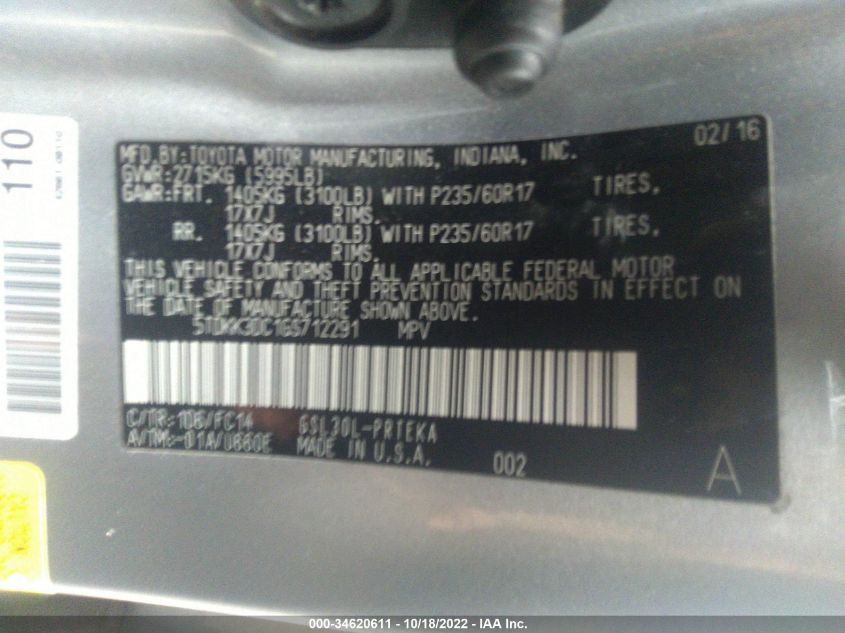 110
02/16
MFD.BY:TOYOTA MOTOR MANUFACTURING, INDIANA, INC.
GVWR:2715KG (5995LB)
GAWR:FRT. 1405KG (3100LB) WITH P235/60R17 TIRES,
17X7J RIMS.
RR. 1405KG (3100LB) WITH P235/60R17 TIRES,
17X7J RIMS.
THIS VEHICLE CONFORMS TO ALL APPLICABLE FEDERAL MOTOR
VEHICLE SAFETY AND THEFT PREVENTION STANDARDS IN EFFECT ON
THE DATE OF MANUFACTURE SHOWN ABOVE.
5TDKK3DC1GS712291 MPV
C/TR:1D6/FC14 GSL30L-PRTEKA
A/TM:-01A/U660E MADE IN U.S.A. 002 A
000-34620611 - 10/18/2022 - IAA Inc.